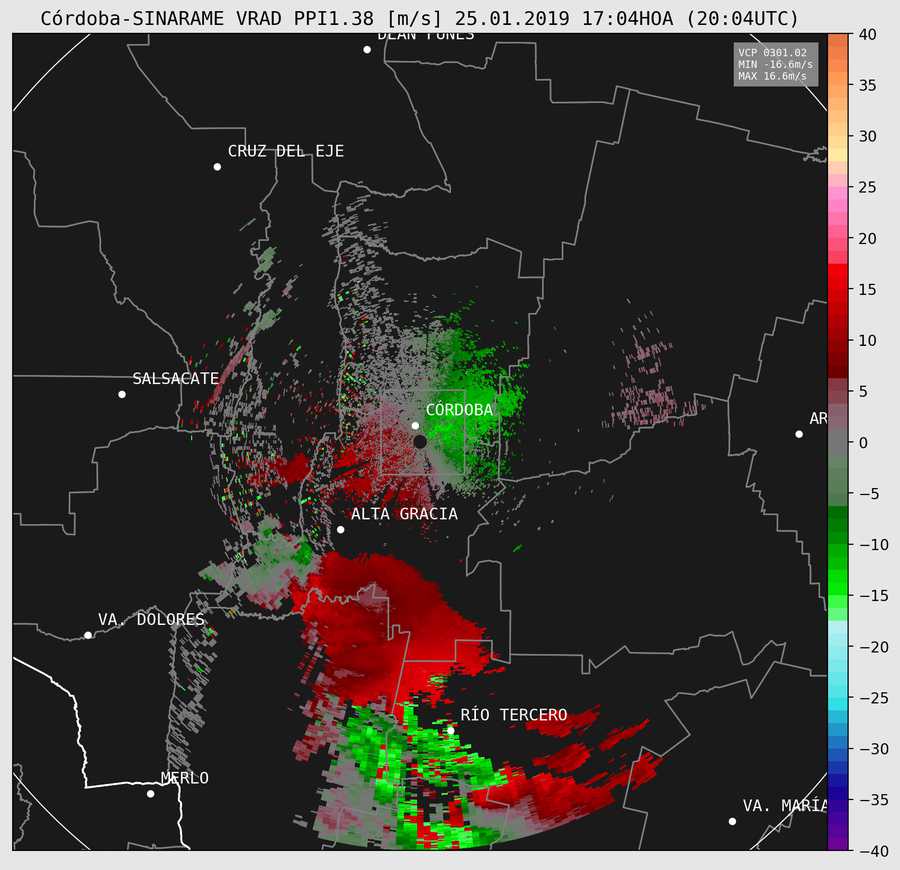 Córdoba-SINARAME VRAD PPI1.38 [m/s] 25.01.2019 17:04HOA (20:04UTC)
DEAN FUNES
VCP 0301.02
MIN -16.6m/s
MAX 16.6m/s
CRUZ DEL EJE
SALSACATE
CÓRDOBA
AR
ALTA GRACIA
VA. DOLORES
RÍO TERCERO
MERLO
VA. MARÍA
40
35
30
25
20
15
10
5
0
−5
−10
−15
−20
−25
−30
−35
−40